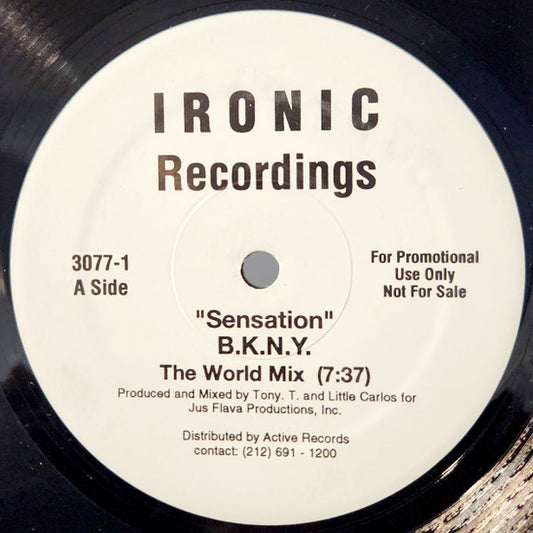 IRONIC
Recordings
3077-1
A Side
For Promotional
Use Only
Not For Sale
"Sensation"
B.K.N.Y.
The World Mix (7:37)
Produced and Mixed by Tony. T. and Little Carlos for
Jus Flava Productions, Inc.
Distributed by Active Records
contact: (212) 691 - 1200